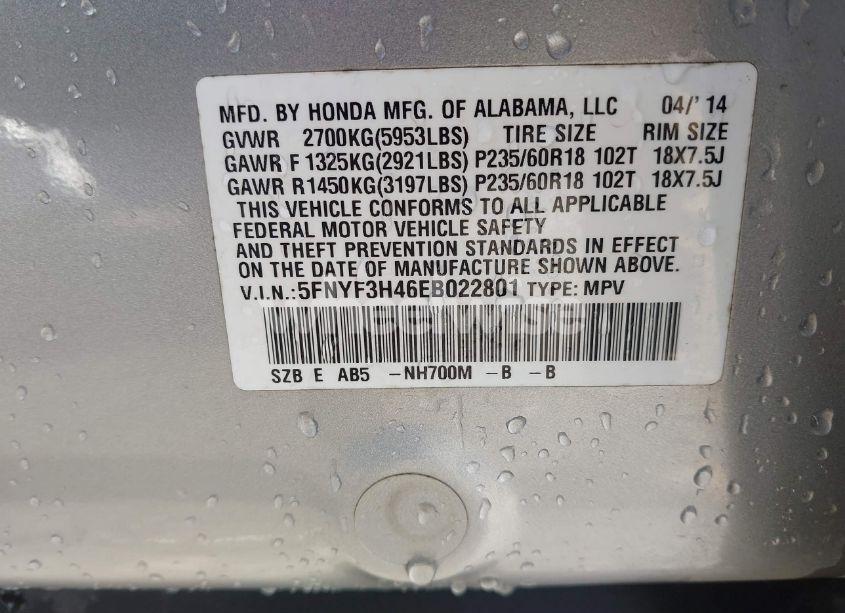 MFD. BY HONDA MFG. OF ALABAMA, LLC 04/'14
GVWR 2700KG(5953LBS) TIRE SIZE RIM SIZE
GAWR F 1325KG(2921LBS) P235/60R18 102T 18X7.5J
GAWR R1450KG(3197LBS) P235/60R18 102T 18X7.5J
THIS VEHICLE CONFORMS TO ALL APPLICABLE
FEDERAL MOTOR VEHICLE SAFETY
AND THEFT PREVENTION STANDARDS IN EFFECT
ON THE DATE OF MANUFACTURE SHOWN ABOVE.
V.I.N.:5FNYF3H46EB022801 TYPE: MPV
SZB E AB5 -NH700M -B -B